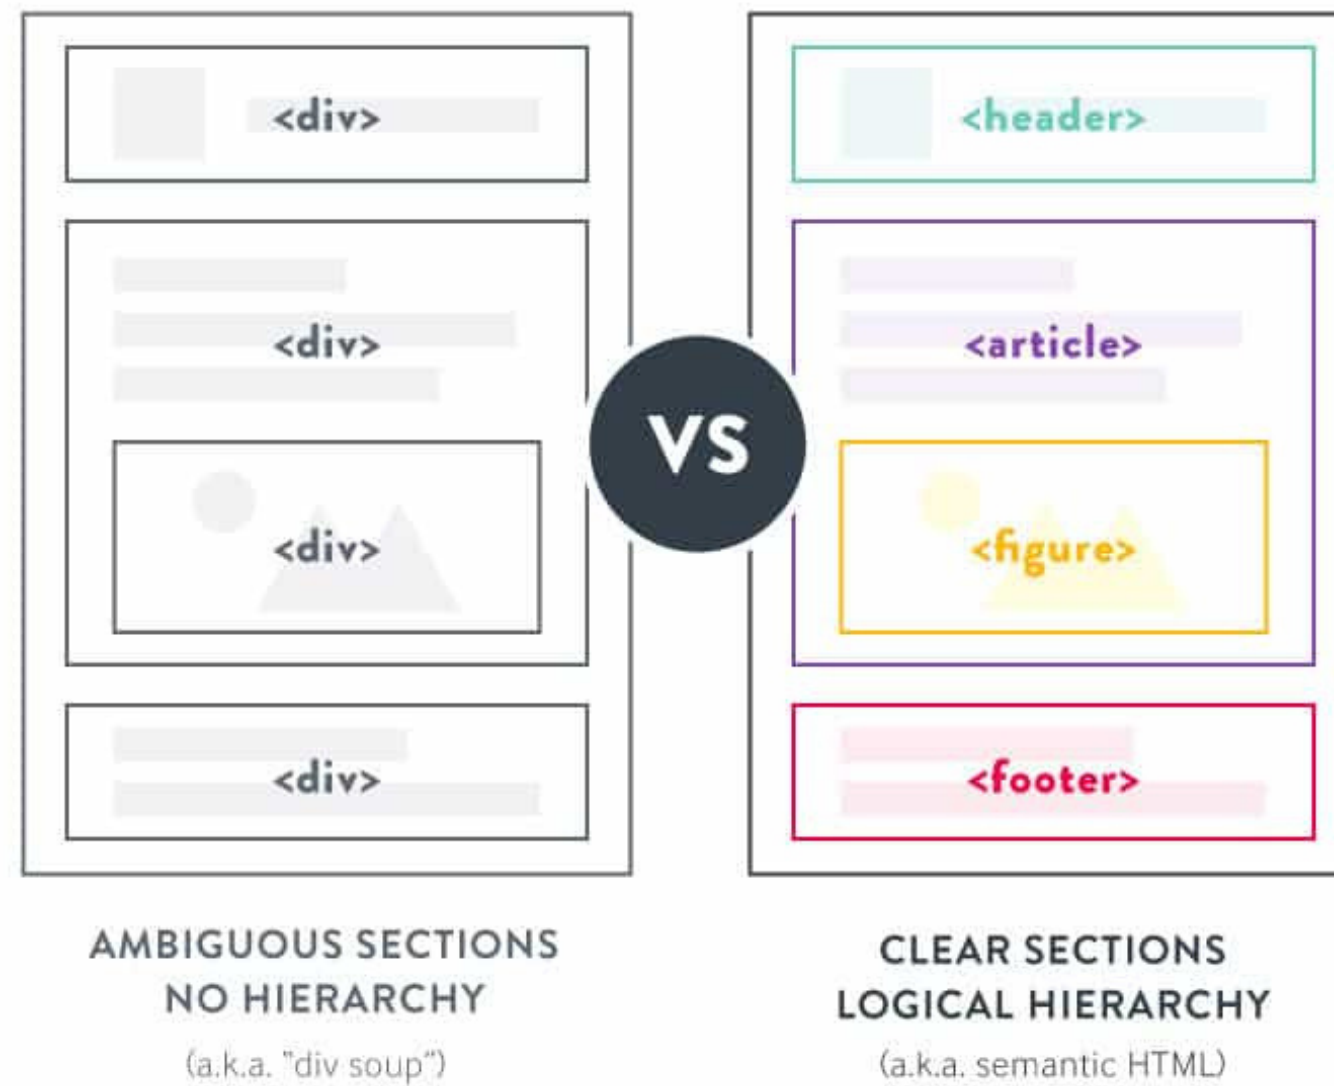 <div>
<div>
<div>
<div>
VS
<header>
<article>
<figure>
<footer>
AMBIGUOUS SECTIONS
NO HIERARCHY
(a.k.a. "div soup")
CLEAR SECTIONS
LOGICAL HIERARCHY
(a.k.a. semantic HTML)